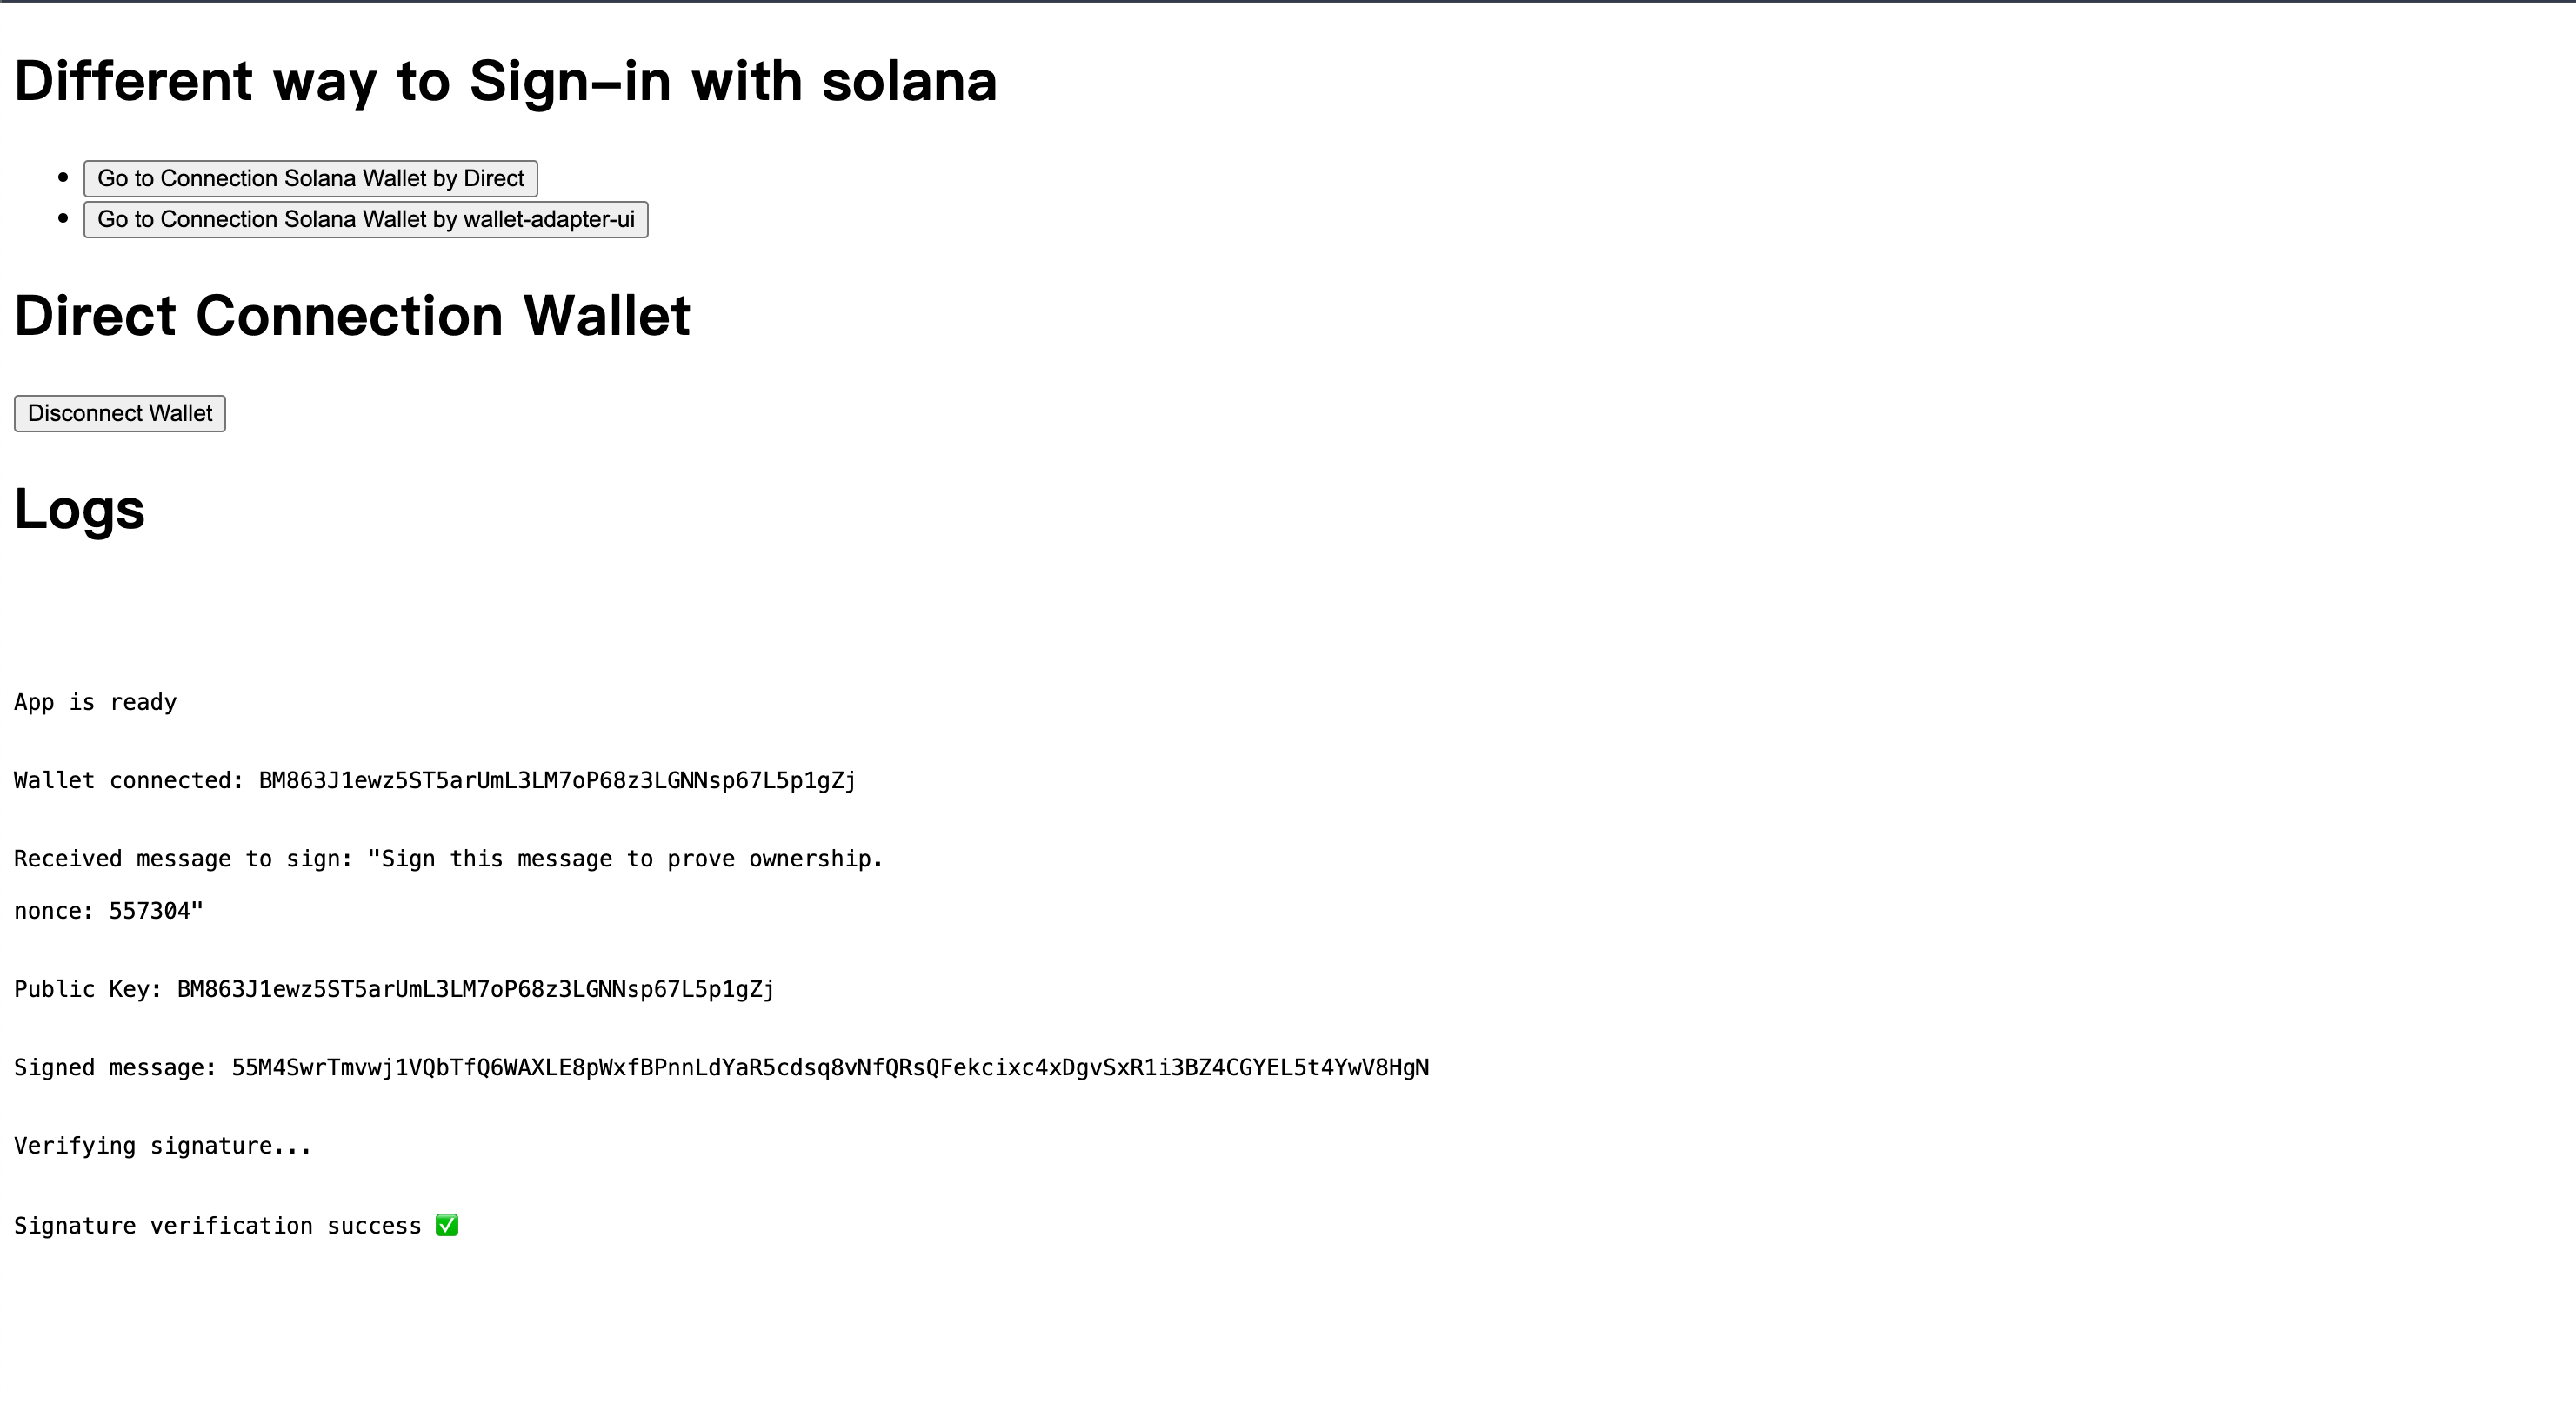 Different way to Sign-in with solana
Go to Connection Solana Wallet by Direct
Go to Connection Solana Wallet by wallet-adapter-ui
Direct Connection Wallet
Disconnect Wallet
Logs
App is ready
Wallet connected: BM863J1ewz5ST5arUmL3LM7oP68z3LGNNsp67L5p1gZj
Received message to sign: "Sign this message to prove ownership.
nonce: 557304"
Public Key: BM863J1ewz5ST5arUmL3LM7oP68z3LGNNsp67L5p1gZj
Signed message: 55M4SwrTmvwj1VQbTfQ6WAXLE8pWxfBPnnLdYaR5cdsq8vNfQRsQFekcixc4xDgvSxR1i3BZ4CGYEL5t4YwV8HgN
Verifying signature...
Signature verification success ✅